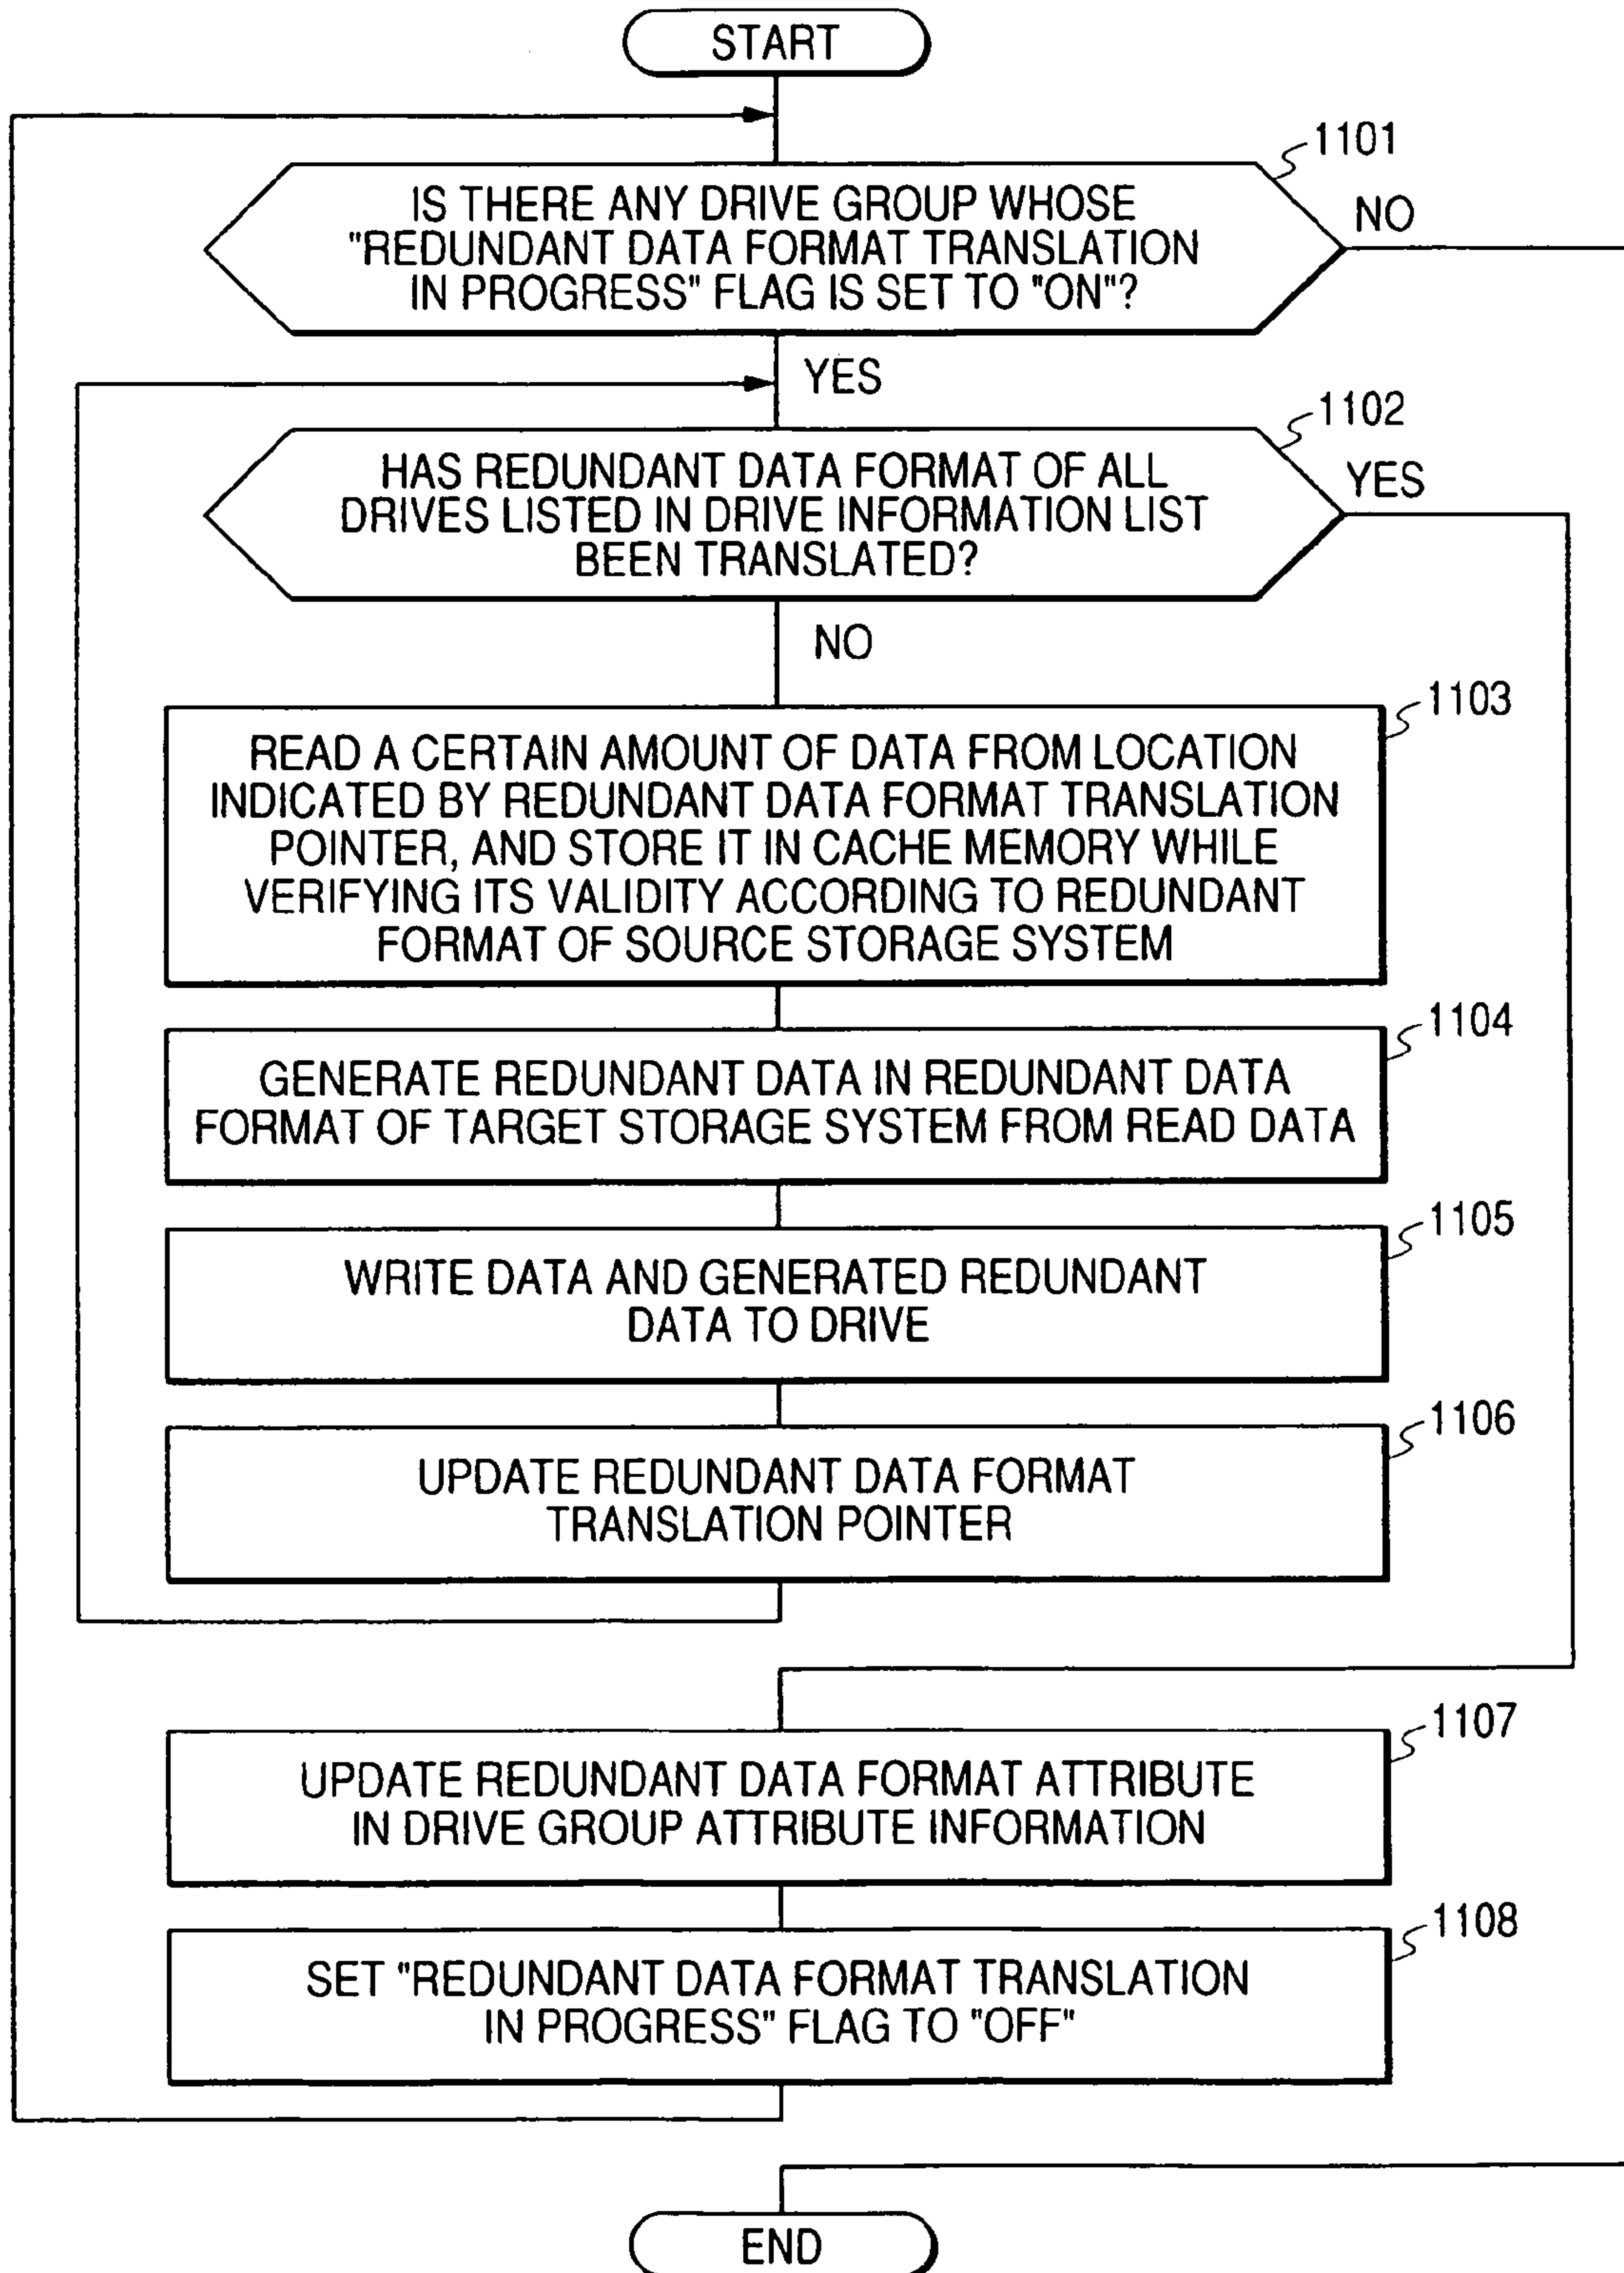 START
1101
IS THERE ANY DRIVE GROUP WHOSE
"REDUNDANT DATA FORMAT TRANSLATION
IN PROGRESS" FLAG IS SET TO "ON"?
NO
YES
1102
HAS REDUNDANT DATA FORMAT OF ALL
DRIVES LISTED IN DRIVE INFORMATION LIST
BEEN TRANSLATED?
YES
NO
1103
READ A CERTAIN AMOUNT OF DATA FROM LOCATION
INDICATED BY REDUNDANT DATA FORMAT TRANSLATION
POINTER, AND STORE IT IN CACHE MEMORY WHILE
VERIFYING ITS VALIDITY ACCORDING TO REDUNDANT
FORMAT OF SOURCE STORAGE SYSTEM
1104
GENERATE REDUNDANT DATA IN REDUNDANT DATA
FORMAT OF TARGET STORAGE SYSTEM FROM READ DATA
1105
WRITE DATA AND GENERATED REDUNDANT
DATA TO DRIVE
1106
UPDATE REDUNDANT DATA FORMAT
TRANSLATION POINTER
1107
UPDATE REDUNDANT DATA FORMAT ATTRIBUTE
IN DRIVE GROUP ATTRIBUTE INFORMATION
1108
SET "REDUNDANT DATA FORMAT TRANSLATION
IN PROGRESS" FLAG TO "OFF"
END